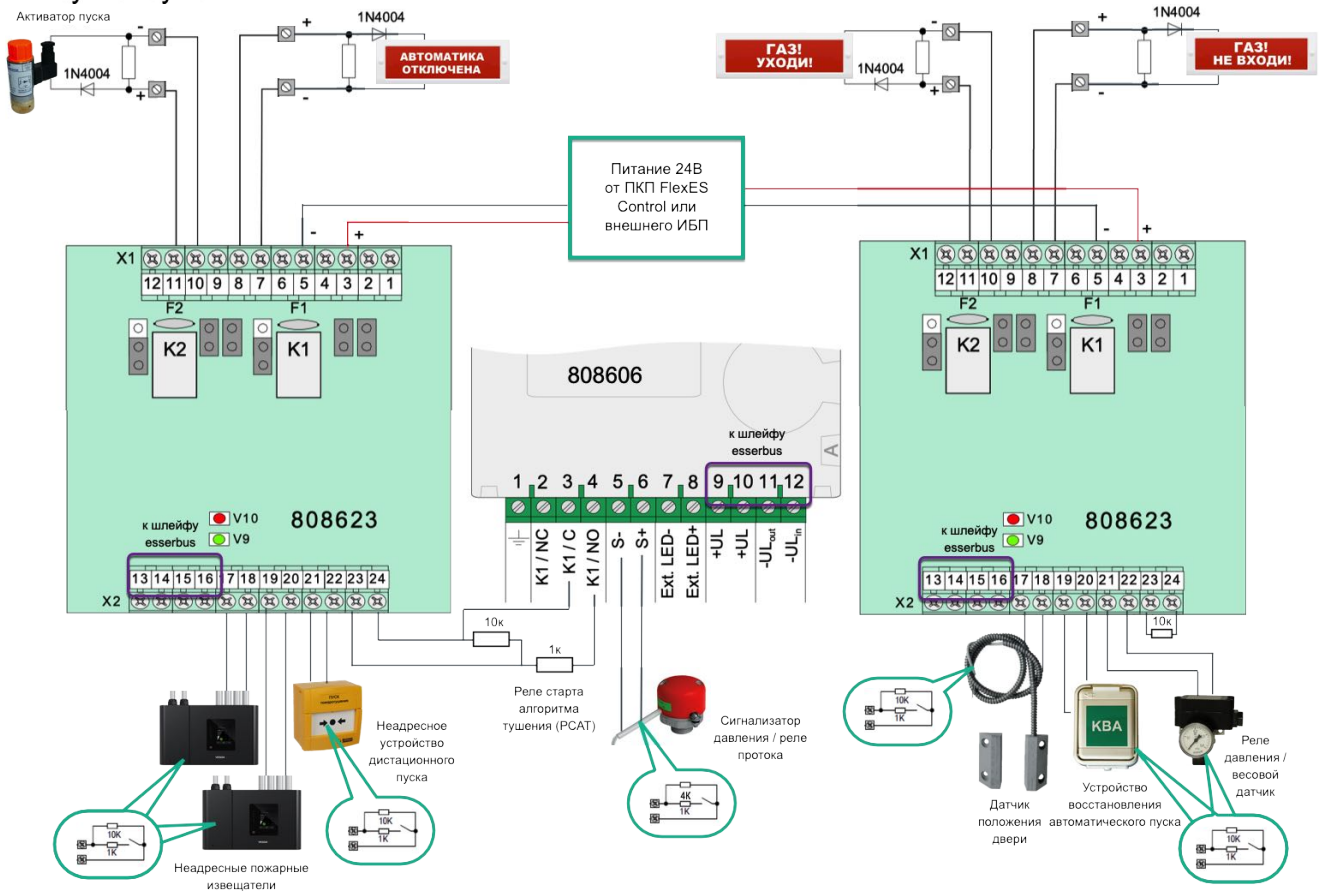 Активатор пуска
1N4004
-
+
1N4004
+
-
АВТОМАТИКА
ОТКЛЮЧЕНА
ГАЗ!
УХОДИ!
1N4004
-
+
1N4004
+
-
ГАЗ!
НЕ ВХОДИ!
Питание 24В
от ПКП FlexES
Control или
внешнего ИБП
- +
X1
12 11 10 9 8 7 6 5 4 3 2 1
F2 F1
K2 K1
к шлейфу
esserbus
V10
V9
808623
13 14 15 16 17 18 19 20 21 22 23 24
X2
808606
к шлейфу
esserbus
A
1 2 3 4 5 6 7 8 9 10 11 12
K1 / NC
K1 / C
K1 / NO
S-
S+
Ext. LED-
Ext. LED+
+UL
+UL
-ULout
-ULin
- +
X1
12 11 10 9 8 7 6 5 4 3 2 1
F2 F1
K2 K1
к шлейфу
esserbus
V10
V9
808623
13 14 15 16 17 18 19 20 21 22 23 24
X2
10к
1к
Реле старта
алгоритма
тушения (РСАТ)
10к
Неадресное
устройство
дистанционного
пуска
Сигнализатор
давления / реле
протока
КВА
Датчик
положения
двери
Устройство
восстановления
автоматического пуска
Реле
давления /
весовой
датчик
10K
1K
10K
1K
4K
1K
10K
1K
10K
1K
Неадресные пожарные
извещатели